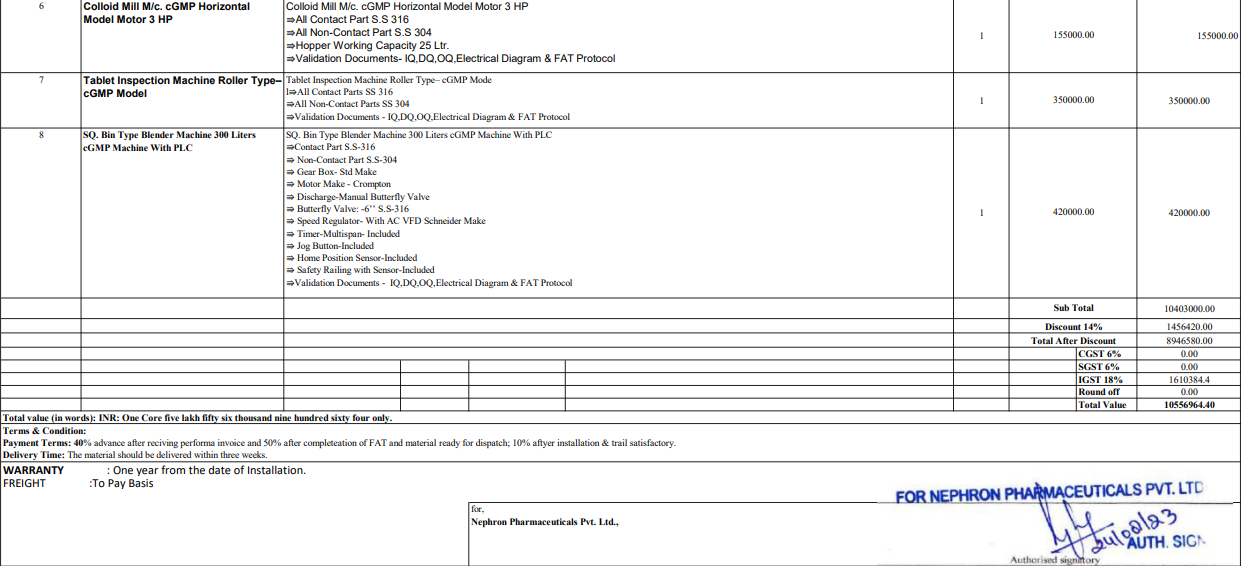 6 Colloid Mill M/c. cGMP Horizontal Colloid Mill M/c. cGMP Horizontal Model Motor 3 HP
Model Motor 3 HP ⇒All Contact Part S.S 316
⇒All Non-Contact Part S.S 304
⇒Hopper Working Capacity 25 Ltr. 1 155000.00 155000.00
⇒Validation Documents- IQ,DQ,OQ,Electrical Diagram & FAT Protocol
7 Tablet Inspection Machine Roller Type– Tablet Inspection Machine Roller Type– cGMP Mode
cGMP Model l⇒All Contact Parts SS 316
⇒All Non-Contact Parts SS 304 1 350000.00 350000.00
⇒Validation Documents - IQ,DQ,OQ,Electrical Diagram & FAT Protocol
8 SQ. Bin Type Blender Machine 300 Liters SQ. Bin Type Blender Machine 300 Liters cGMP Machine With PLC
cGMP Machine With PLC ⇒Contact Part S.S-316
⇒ Non-Contact Part S.S-304
⇒ Gear Box- Std Make
⇒ Motor Make - Crompton
⇒ Discharge-Manual Butterfly Valve
⇒ Butterfly Valve: -6’’ S.S-316 1 420000.00 420000.00
⇒ Speed Regulator- With AC VFD Schneider Make
⇒ Timer-Multispan- Included
⇒ Jog Button-Included
⇒ Home Position Sensor-Included
⇒ Safety Railing with Sensor-Included
⇒Validation Documents - IQ,DQ,OQ,Electrical Diagram & FAT Protocol
Sub Total 10403000.00
Discount 14% 1456420.00
Total After Discount 8946580.00
CGST 6% 0.00
SGST 6% 0.00
IGST 18% 1610384.4
Round off 0.00
Total Value 10556964.40
Total value (in words): INR: One Core five lakh fifty six thousand nine hundred sixty four only.
Terms & Condition:
Payment Terms: 40% advance after reciving performa invoice and 50% after completeation of FAT and material ready for dispatch; 10% aftyer installation & trail satisfactory.
Delivery Time: The material should be delivered within three weeks.
WARRANTY : One year from the date of Installation.
FREIGHT :To Pay Basis
FOR NEPHRON PHARMACEUTICALS PVT. LTD
for,
Nephron Pharmaceuticals Pvt. Ltd.,
AUTH. SIGN
Authorised signitory